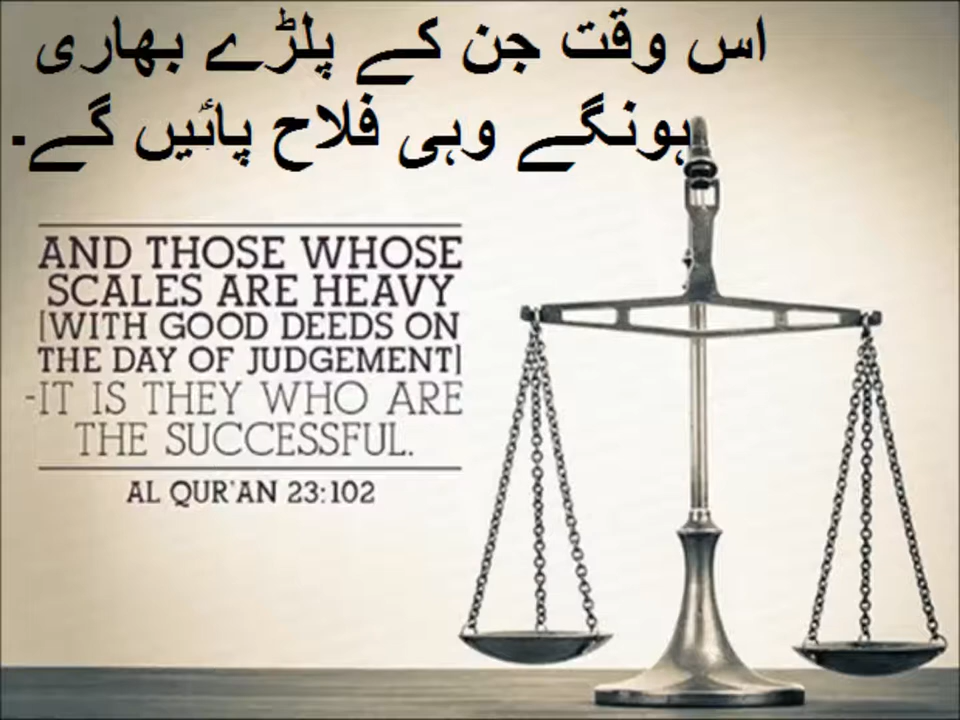 اس وقت جن کے پلڑے بھاری
ہونگے وہی فلاح پائیں گے۔
AND THOSE WHOSE
SCALES ARE HEAVY
[WITH GOOD DEEDS ON
THE DAY OF JUDGEMENT]
-IT IS THEY WHO ARE
THE SUCCESSFUL.
AL QUR'AN 23:102